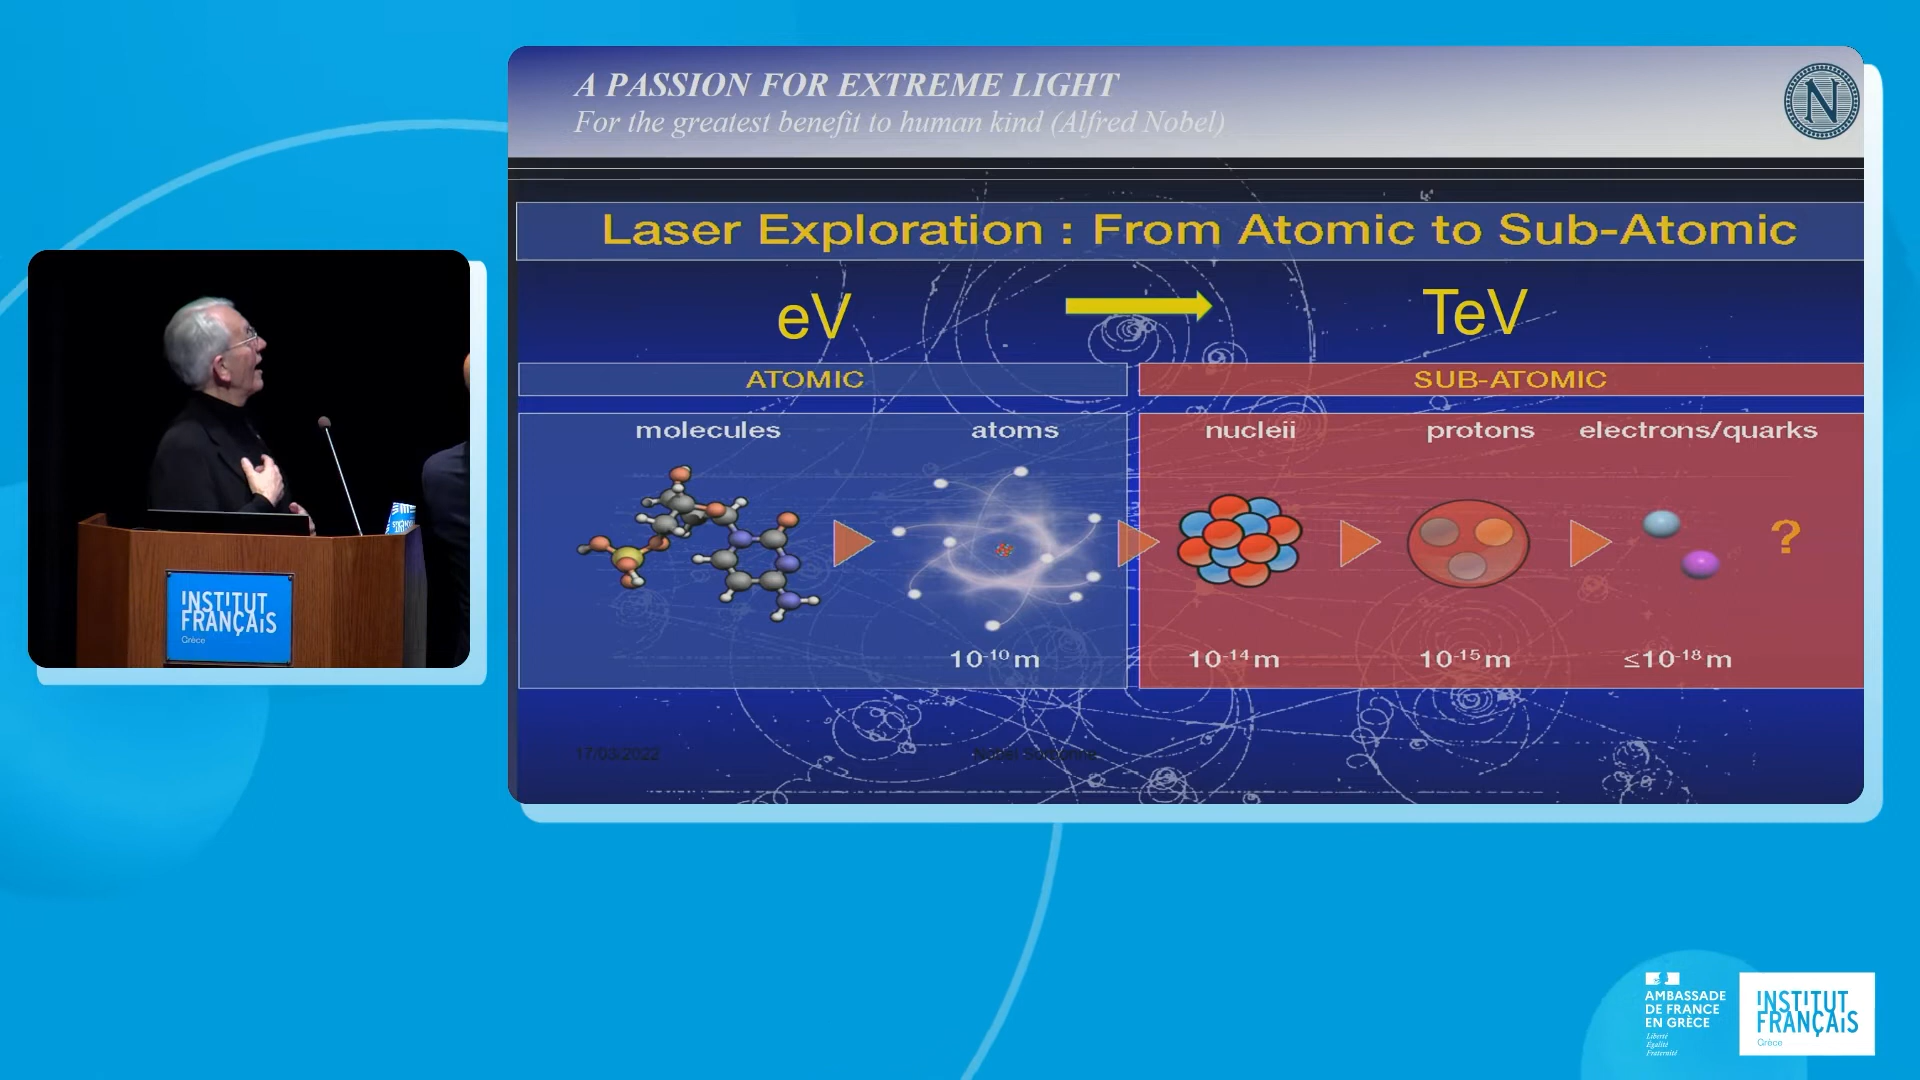 A PASSION FOR EXTREME LIGHT
For the greatest benefit to human kind (Alfred Nobel)
N
Laser Exploration : From Atomic to Sub-Atomic
eV
TeV
ATOMIC
SUB-ATOMIC
molecules
atoms
nucleii
protons
electrons/quarks
?
10⁻¹⁰ m
10⁻¹⁴ m
10⁻¹⁵ m
≤10⁻¹⁸ m
17/03/2022
Nobel Sorbonne
INSTITUT
FRANÇAIS
Grèce
AMBASSADE
DE FRANCE
EN GRÈCE
Liberté
Égalité
Fraternité
INSTITUT
FRANÇAIS
Grèce